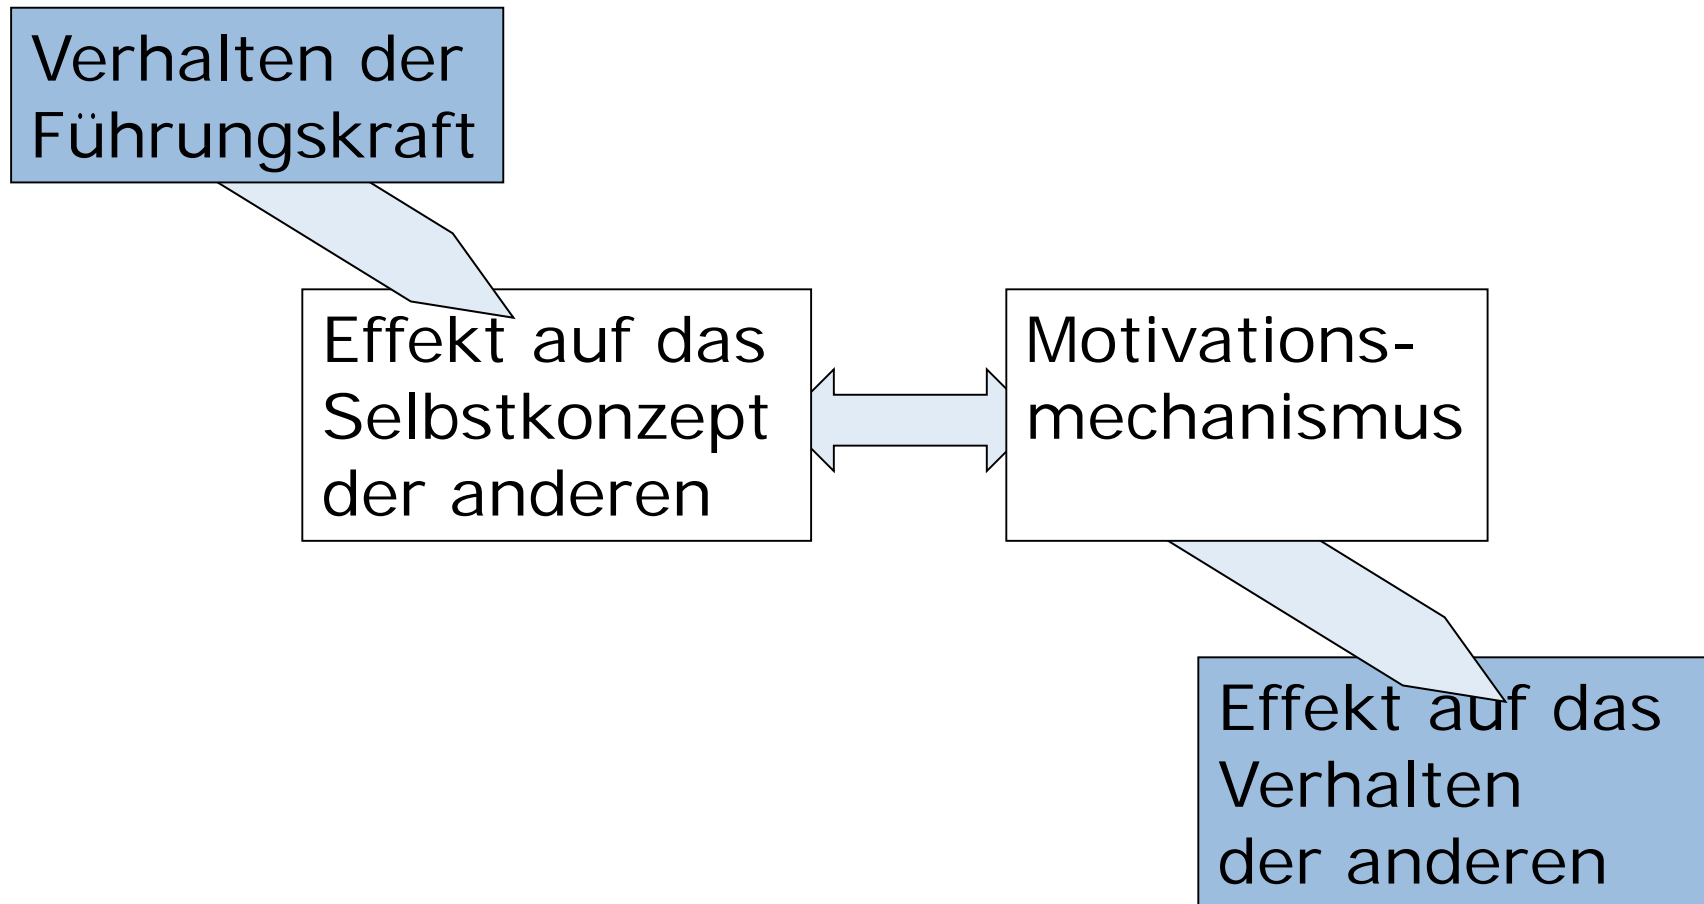 Verhalten der
Führungskraft
Effekt auf das
Selbstkonzept
der anderen
Motivations-
mechanismus
Effekt auf das
Verhalten
der anderen